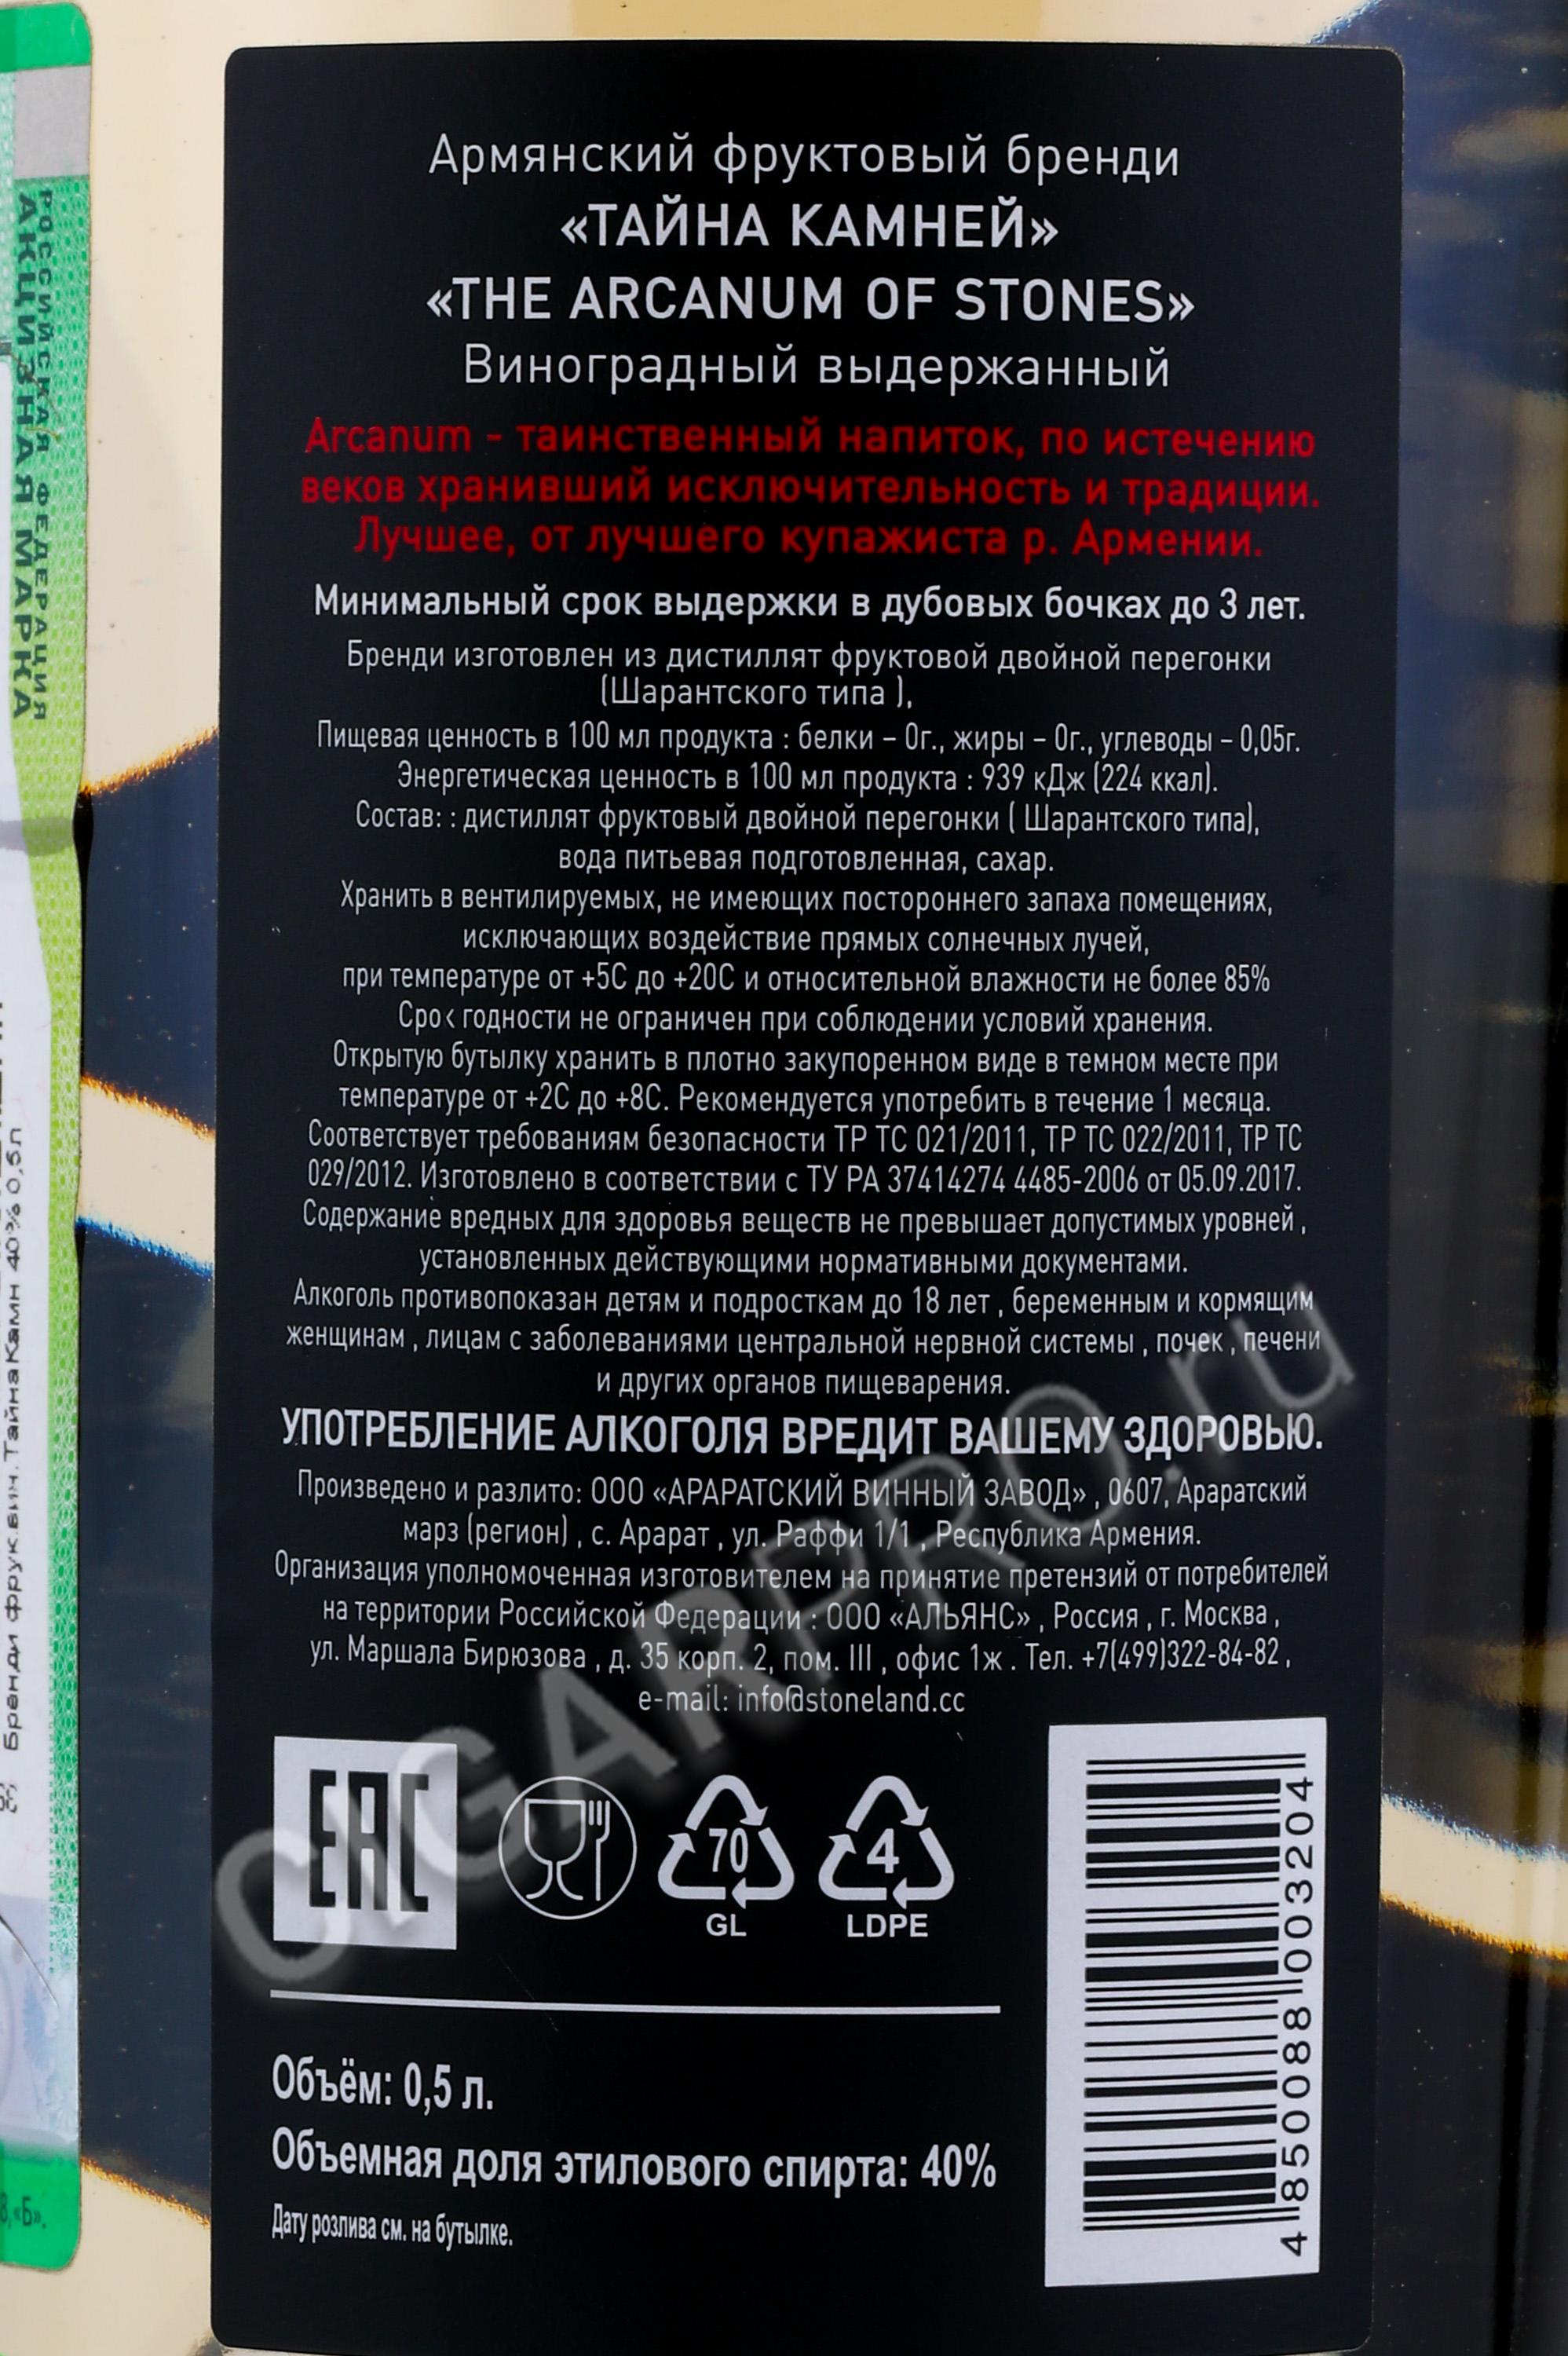 Армянский фруктовый бренди
«ТАЙНА КАМНЕЙ»
«THE ARCANUM OF STONES»
Виноградный выдержанный
Arcanum - таинственный напиток, по истечению
веков хранивший исключительность и традиции.
Лучшее, от лучшего купажиста р. Армении.
Минимальный срок выдержки в дубовых бочках до 3 лет.
Бренди изготовлен из дистиллят фруктовой двойной перегонки
(Шарантского типа ),
Пищевая ценность в 100 мл продукта : белки – 0г., жиры – 0г., углеводы – 0,05г.
Энергетическая ценность в 100 мл продукта : 939 кДж (224 ккал).
Состав: : дистиллят фруктовый двойной перегонки ( Шарантского типа),
вода питьевая подготовленная, сахар.
Хранить в вентилируемых, не имеющих постороннего запаха помещениях,
исключающих воздействие прямых солнечных лучей,
при температуре от +5С до +20С и относительной влажности не более 85%
Срок годности не ограничен при соблюдении условий хранения.
Открытую бутылку хранить в плотно закупоренном виде в темном месте при
температуре от +2С до +8С. Рекомендуется употребить в течение 1 месяца.
Соответствует требованиям безопасности ТР ТС 021/2011, ТР ТС 022/2011, ТР ТС
029/2012. Изготовлено в соответствии с ТУ РА 37414274 4485-2006 от 05.09.2017.
Содержание вредных для здоровья веществ не превышает допустимых уровней ,
установленных действующими нормативными документами.
Алкоголь противопоказан детям и подросткам до 18 лет , беременным и кормящим
женщинам , лицам с заболеваниями центральной нервной системы , почек , печени
и других органов пищеварения.
УПОТРЕБЛЕНИЕ АЛКОГОЛЯ ВРЕДИТ ВАШЕМУ ЗДОРОВЬЮ.
Произведено и разлито: ООО «АРАРАТСКИЙ ВИННЫЙ ЗАВОД» , 0607, Араратский
марз (регион) , с. Арарат , ул. Раффи 1/1 , Республика Армения.
Организация уполномоченная изготовителем на принятие претензий от потребителей
на территории Российской Федерации : ООО «АЛЬЯНС» , Россия , г. Москва ,
ул. Маршала Бирюзова , д. 35 корп. 2, пом. III , офис 1ж . Тел. +7(499)322-84-82 ,
e-mail: info@stoneland.cc
EAC
70
GL
4
LDPE
4 850088 003204
Объём: 0,5 л.
Объемная доля этилового спирта: 40%
Дату розлива см. на бутылке.
РОССИЙСКАЯ ФЕДЕРАЦИЯ
АКЦИЗНАЯ МАРКА
Бренди фрук.вин.ТайнаКамн 40% 0,5л
«Б».
CIGARPRO.ru